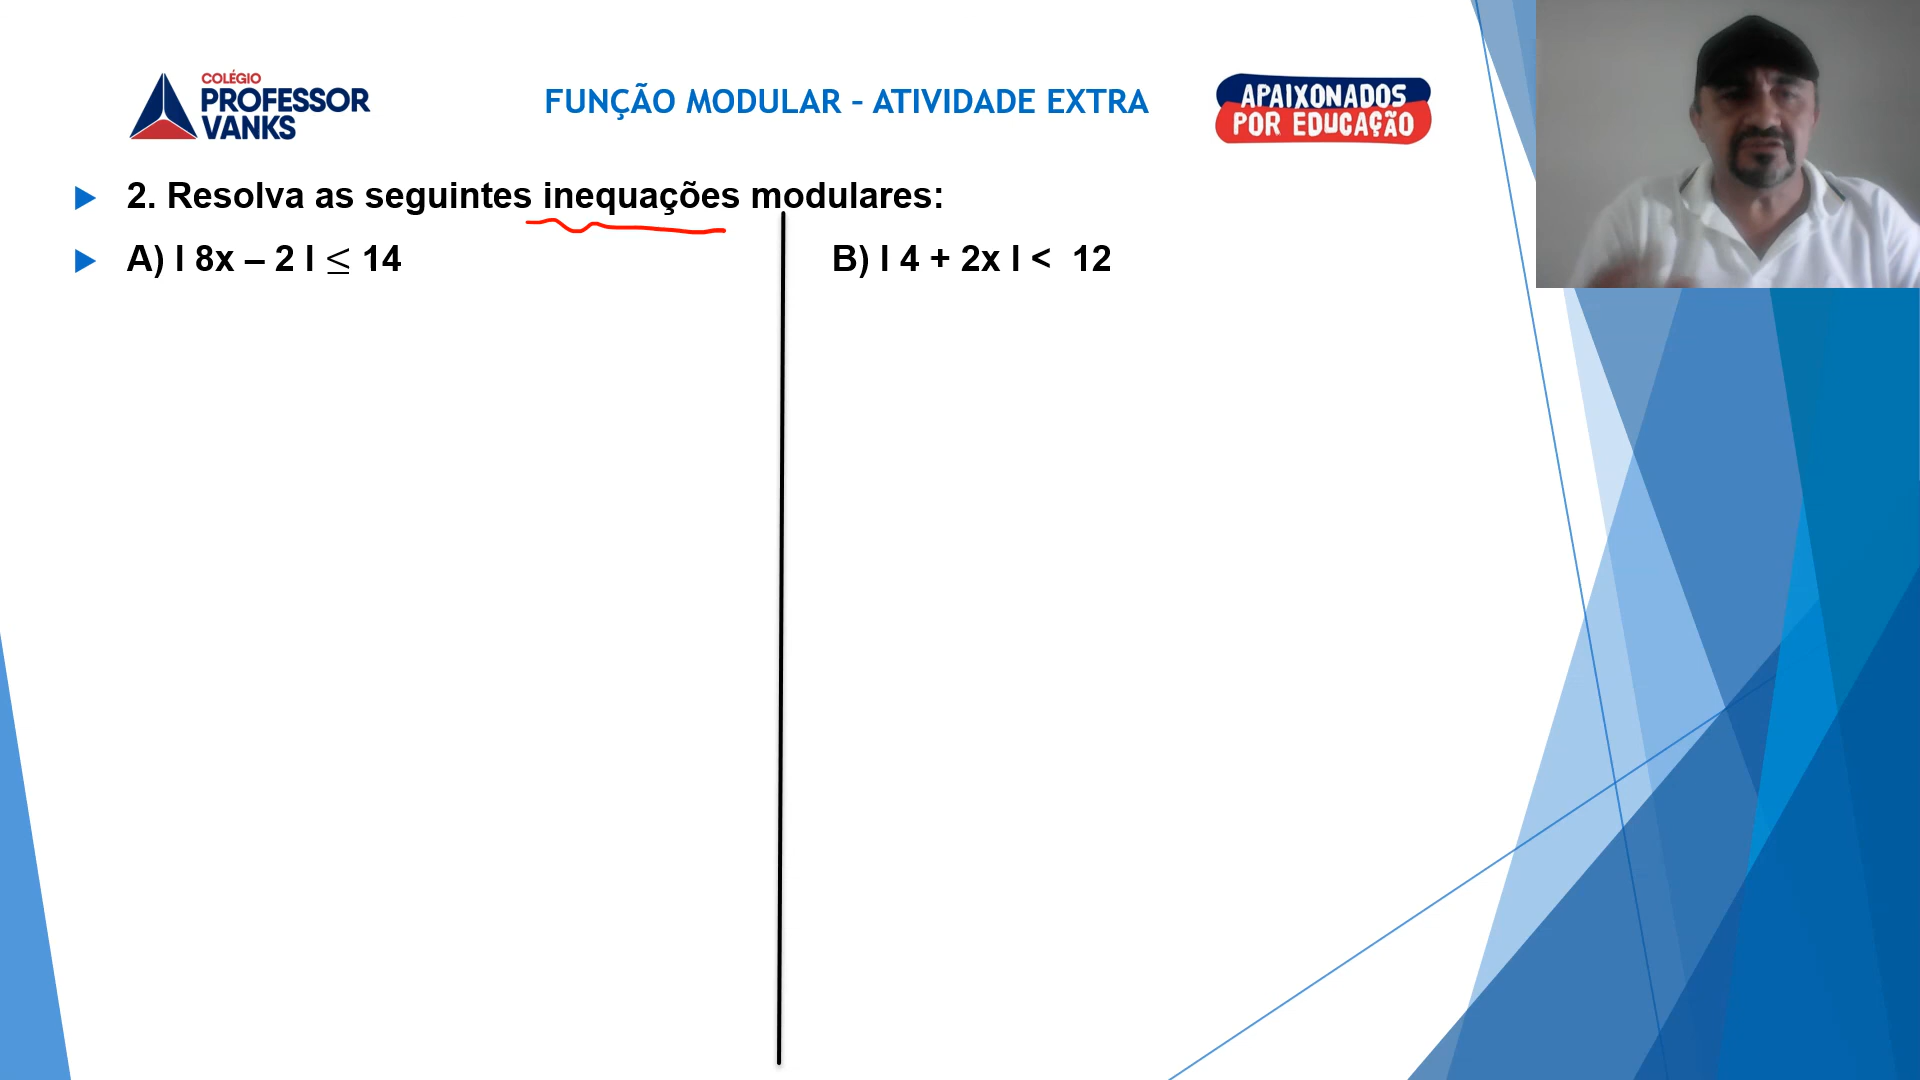 COLÉGIO
PROFESSOR
VANKS
FUNÇÃO MODULAR – ATIVIDADE EXTRA
APAIXONADOS
POR EDUCAÇÃO
2. Resolva as seguintes inequações modulares:
A) l 8x – 2 l ≤ 14
B) l 4 + 2x l < 12